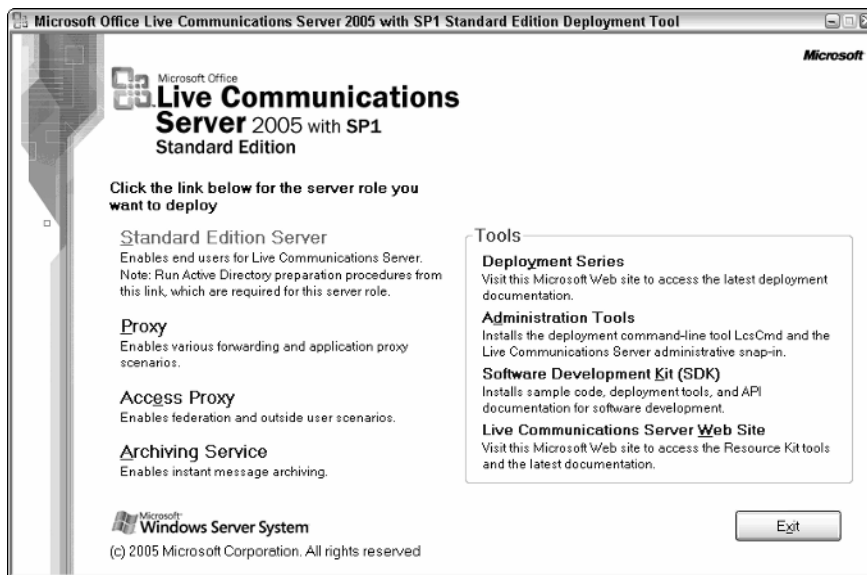 Microsoft Office Live Communications Server 2005 with SP1 Standard Edition Deployment Tool
Microsoft
Microsoft Office
Live Communications
Server 2005 with SP1
Standard Edition
Click the link below for the server role you
want to deploy
Standard Edition Server
Enables end users for Live Communications Server.
Note: Run Active Directory preparation procedures from
this link, which are required for this server role.
Proxy
Enables various forwarding and application proxy
scenarios.
Access Proxy
Enables federation and outside user scenarios.
Archiving Service
Enables instant message archiving.
Tools
Deployment Series
Visit this Microsoft Web site to access the latest deployment
documentation.
Administration Tools
Installs the deployment command-line tool LcsCmd and the
Live Communications Server administrative snap-in.
Software Development Kit (SDK)
Installs sample code, deployment tools, and API
documentation for software development.
Live Communications Server Web Site
Visit this Microsoft Web site to access the Resource Kit tools
and the latest documentation.
Microsoft
Windows Server System
(c) 2005 Microsoft Corporation. All rights reserved
Exit